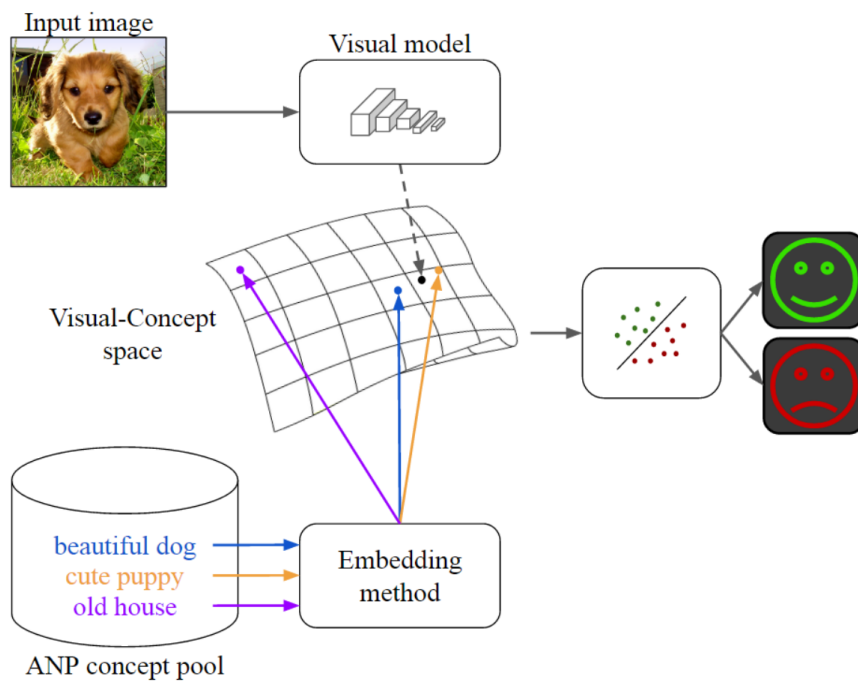 Input image
Visual model
Visual-Concept
space
beautiful dog
cute puppy
old house
Embedding
method
ANP concept pool